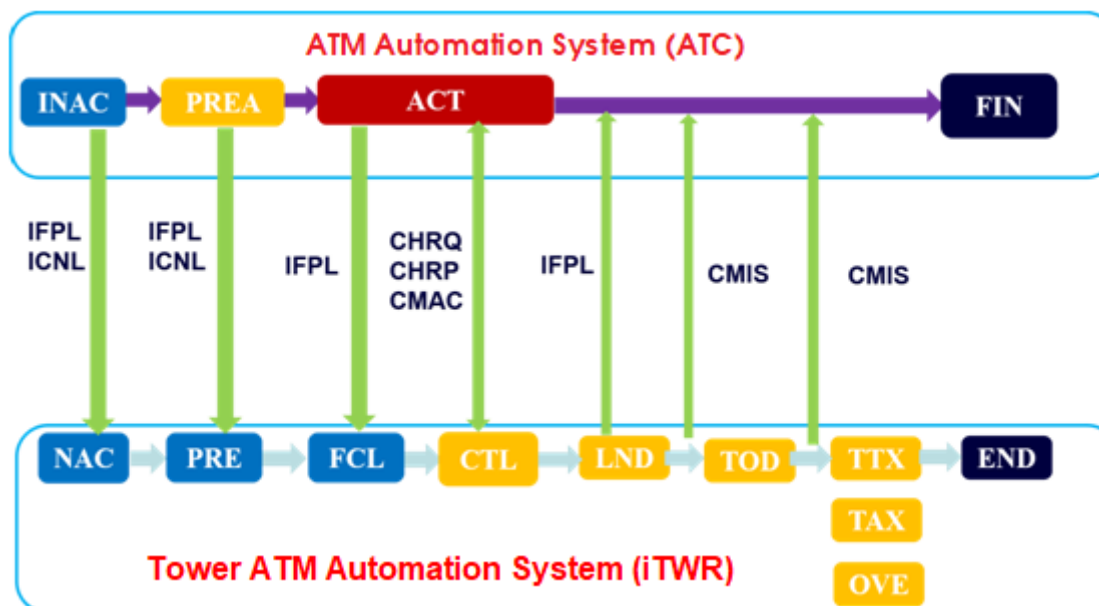 ATM Automation System (ATC)
INAC
PREA
ACT
FIN
IFPL
ICNL
IFPL
ICNL
IFPL
CHRQ
CHRP
CMAC
IFPL
CMIS
CMIS
NAC
PRE
FCL
CTL
LND
TOD
TTX
END
TAX
OVE
Tower ATM Automation System (iTWR)